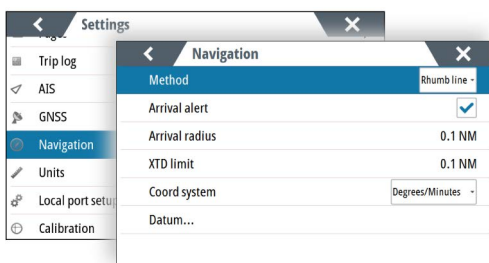 Settings
Trip log
AIS
GNSS
Navigation
Units
Local port setup
Calibration
Navigation
Method Rhumb line
Arrival alert
Arrival radius 0.1 NM
XTD limit 0.1 NM
Coord system Degrees/Minutes
Datum...